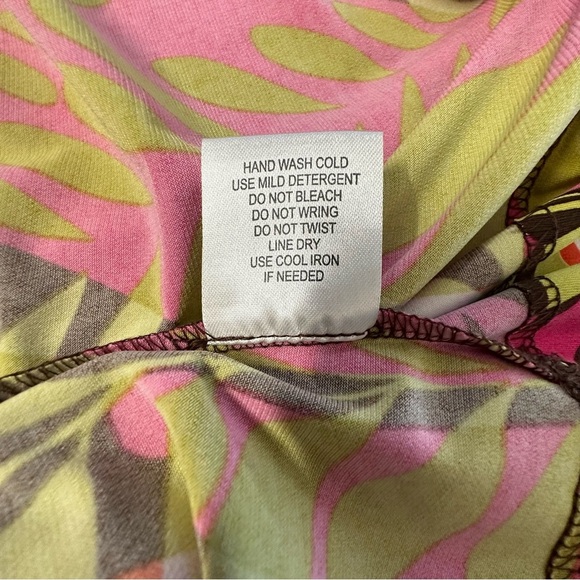 HAND WASH COLD
USE MILD DETERGENT
DO NOT BLEACH
DO NOT WRING
DO NOT TWIST
LINE DRY
USE COOL IRON
IF NEEDED